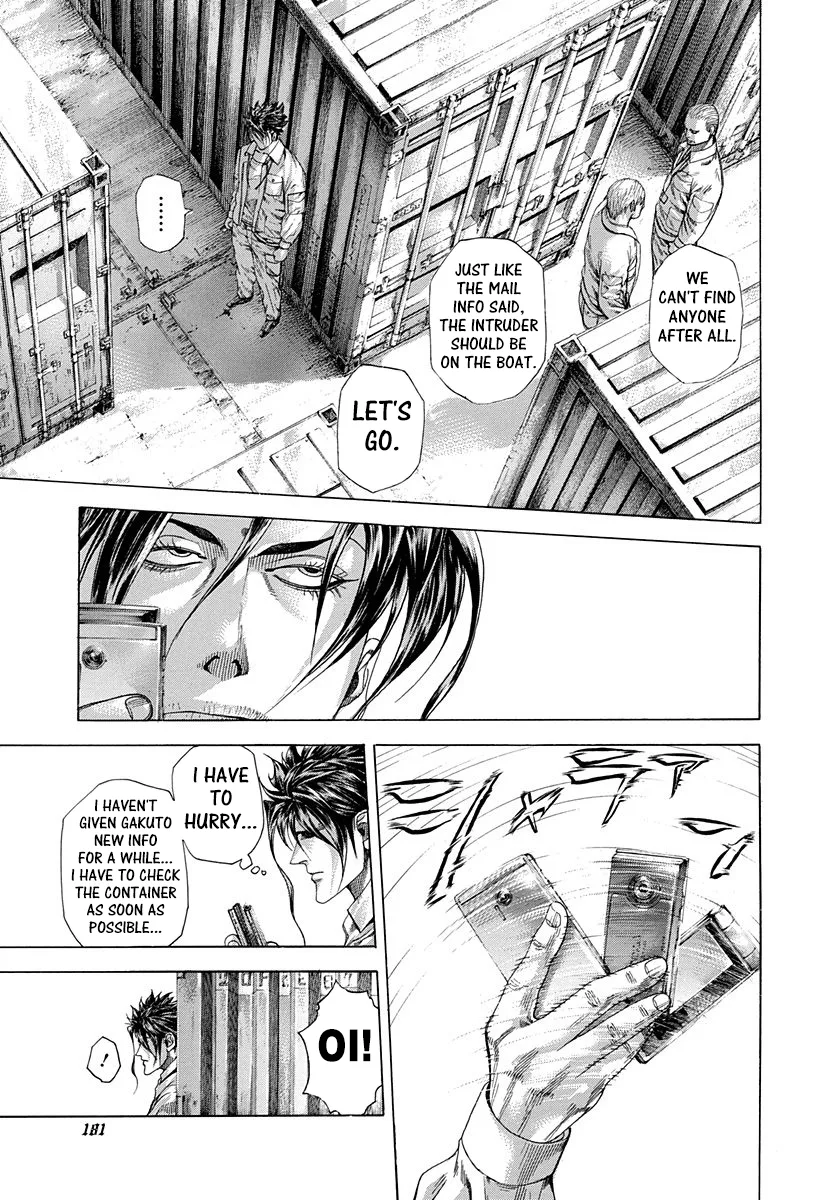 WE
CAN'T FIND
ANYONE
AFTER ALL.
JUST LIKE
THE MAIL
INFO SAID,
THE INTRUDER
SHOULD BE
ON THE BOAT.
LET'S
GO.
......
I HAVE
TO
HURRY...
I HAVEN'T
GIVEN GAKUTO
NEW INFO
FOR A WHILE...
I HAVE TO CHECK
THE CONTAINER
AS SOON AS
POSSIBLE...
OI!
!
181